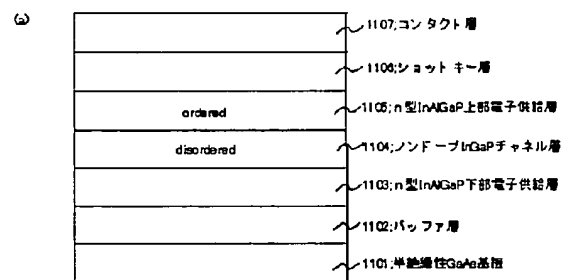 (a)
1107;コンタクト層
1106;ショットキー層
ordered
1105;n型InAlGaP上部電子供給層
disordered
1104;ノンドープInGaPチャネル層
1103;n型InAlGaP下部電子供給層
1102;バッファ層
1101;半絶縁性GaAs基板